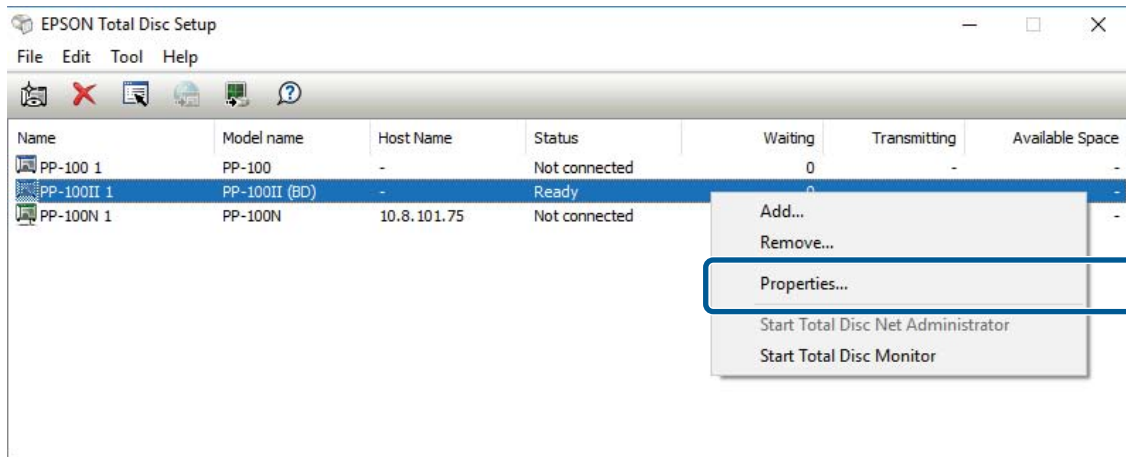 EPSON Total Disc Setup
File Edit Tool Help
Name Model name Host Name Status Waiting Transmitting Available Space
PP-100 1 PP-100 - Not connected 0 - -
PP-100II 1 PP-100II (BD) - Ready 0 - -
PP-100N 1 PP-100N 10.8.101.75 Not connected -
Add...
Remove...
Properties...
Start Total Disc Net Administrator
Start Total Disc Monitor